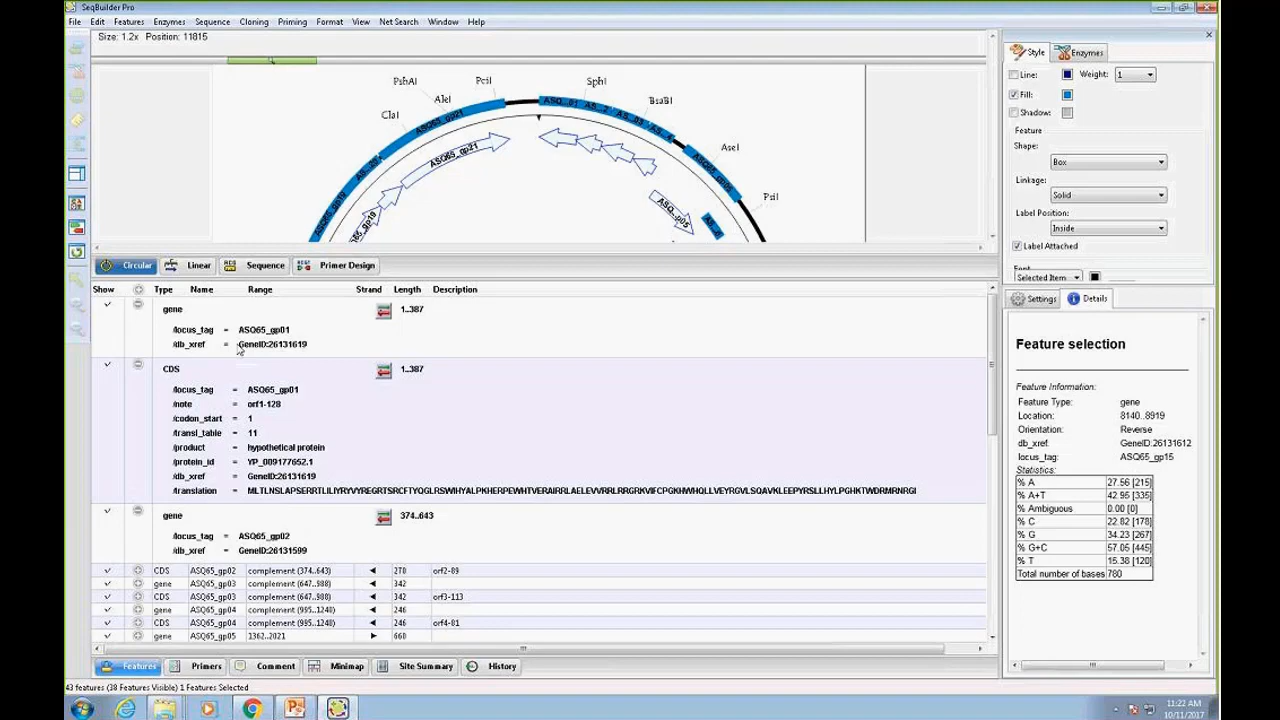 SeqBuilder Pro
File Edit Features Sequence Enzymes Cloning Priming Format View Net Search Window Help
Size: 1.2x Position: 11815
PshAI PciI SphI
AleI BsaBI
ClaI AseI
PsiI
ASQ65_gp21
ASQ65_gp21
Circular Linear Sequence Primer Design
Show Type Name Range Strand Length Description
gene 1..387
/locus_tag = ASQ65_gp01
/db_xref = GeneID:26131619
CDS 1..387
/locus_tag = ASQ65_gp01
/note = orf1-128
/codon_start = 1
/transl_table = 11
/product = hypothetical protein
/protein_id = YP_009177652.1
/db_xref = GeneID:26131619
/translation = MLTLNSLAPSERRTLILIYRYVYREGRTSRCFTYQGLRSWIHYALPKHERPEWHTVERAIRRLAELEVVRRLRRGRKVIFCPGKHWHQLLVEYRGVLSQAVKLEEPYRSLLHYLPGHKTWDRMRNRGI
gene 374..643
/locus_tag = ASQ65_gp02
/db_xref = GeneID:26131599
CDS ASQ65_gp02 complement (374..643) 270 orf2-89
gene ASQ65_gp03 complement (647..988) 342
CDS ASQ65_gp03 complement (647..988) 342 orf3-113
gene ASQ65_gp04 complement (995..1240) 246
CDS ASQ65_gp04 complement (995..1240) 246 orf4-81
gene ASQ65_gp05 1362..2021 660
Features Primers Comment Minimap Site Summary History
43 features (38 Features Visible) 1 Features Selected
Style Enzymes
Line: Weight: 1
Fill:
Shadow:
Feature
Shape:
Box
Linkage:
Solid
Label Position:
Inside
Label Attached
Font
Selected Item
Settings Details
Feature selection
Feature Information:
Feature Type: gene
Location: 8140..8919
Orientation: Reverse
db_xref: GeneID:2613161
locus_tag: ASQ65_gp15
Statistics:
% A 27.56 [215]
% A+T 42.95 [335]
% Ambiguous 0.00 [0]
% C 22.82 [178]
% G 34.23 [267]
% G+C 57.05 [445]
% T 15.38 [120]
Total number of bases 780
11:22 AM
10/11/2017